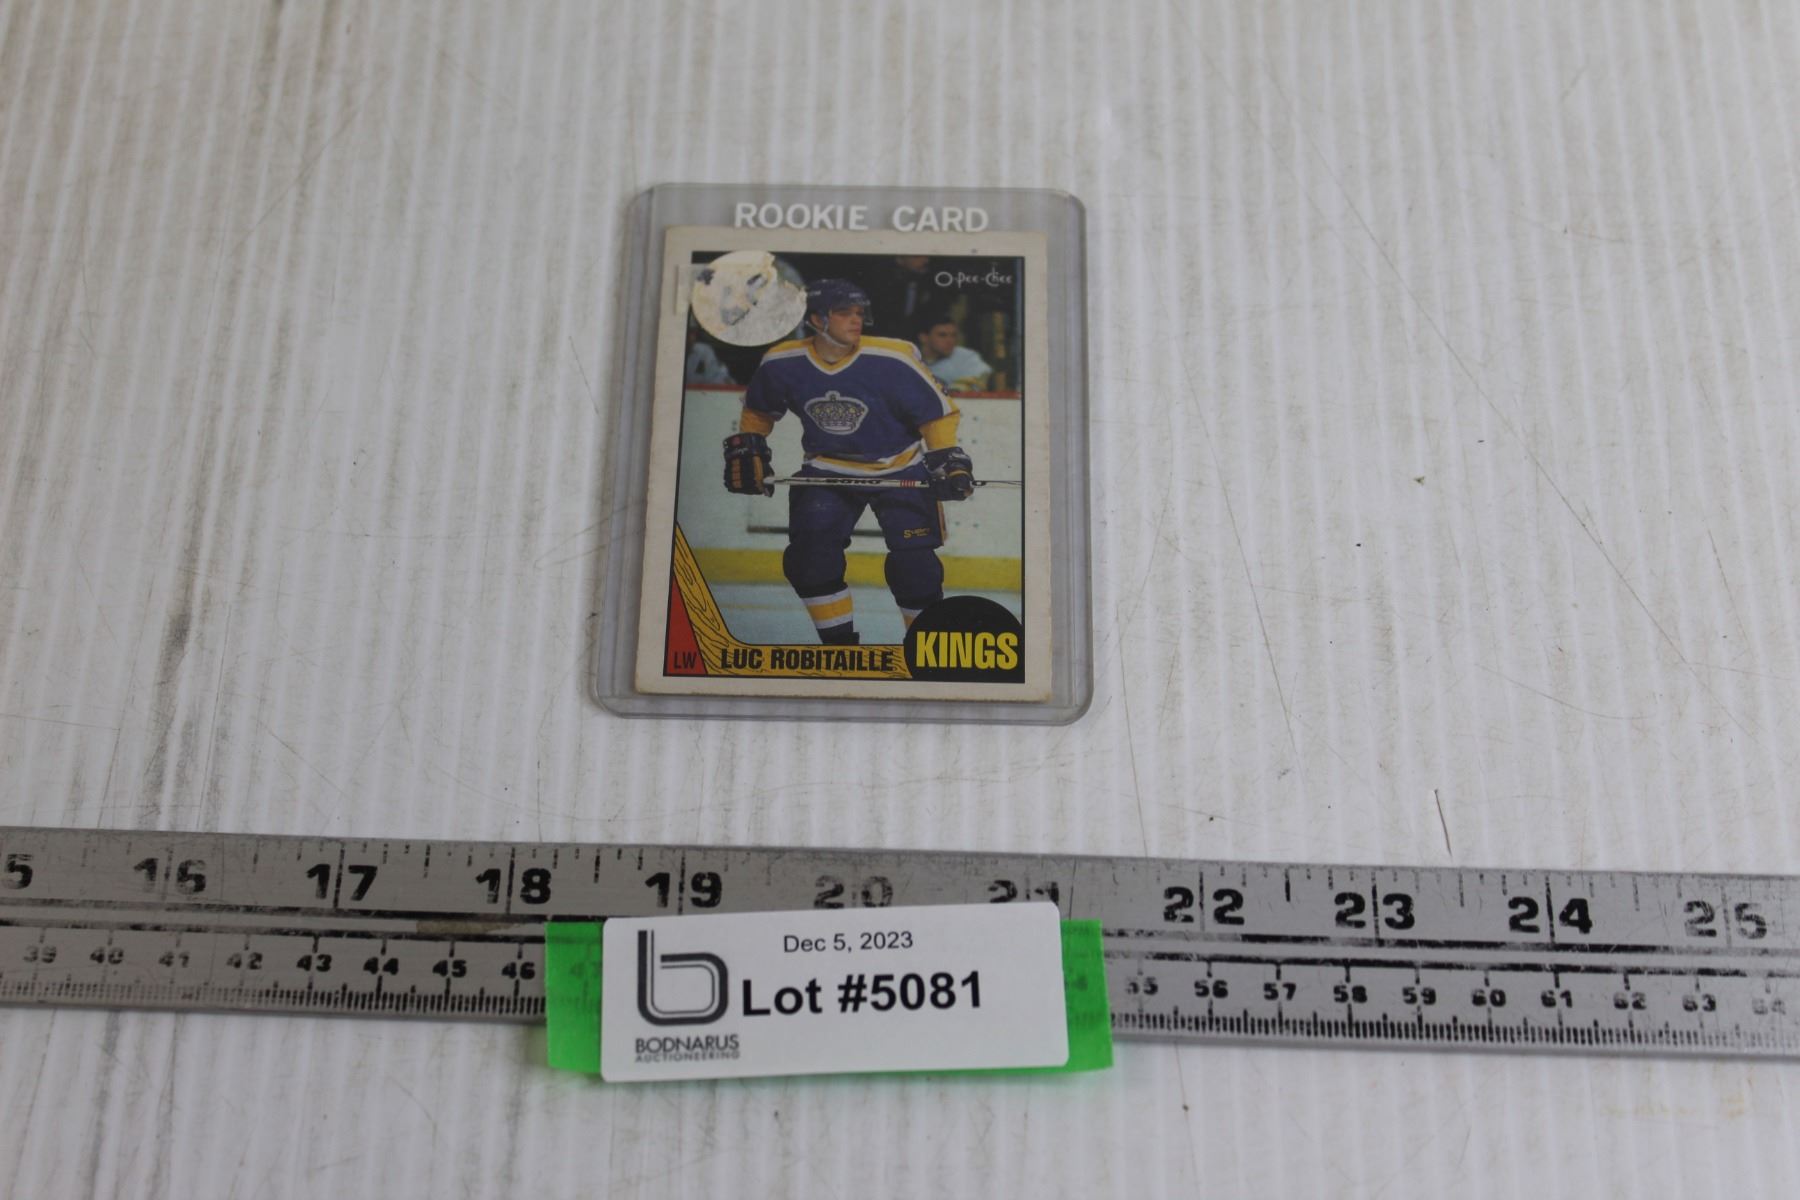 ROOKIE CARD
O-Pee-Chee
LW LUC ROBITAILLE KINGS
5 16 17 18 19 20 21 22 23 24 25
39 40 41 42 43 44 45 46 47 55 56 57 58 59 60 61 62 63 64
Dec 5, 2023
Lot #5081
BODNARUS
AUCTIONEERING